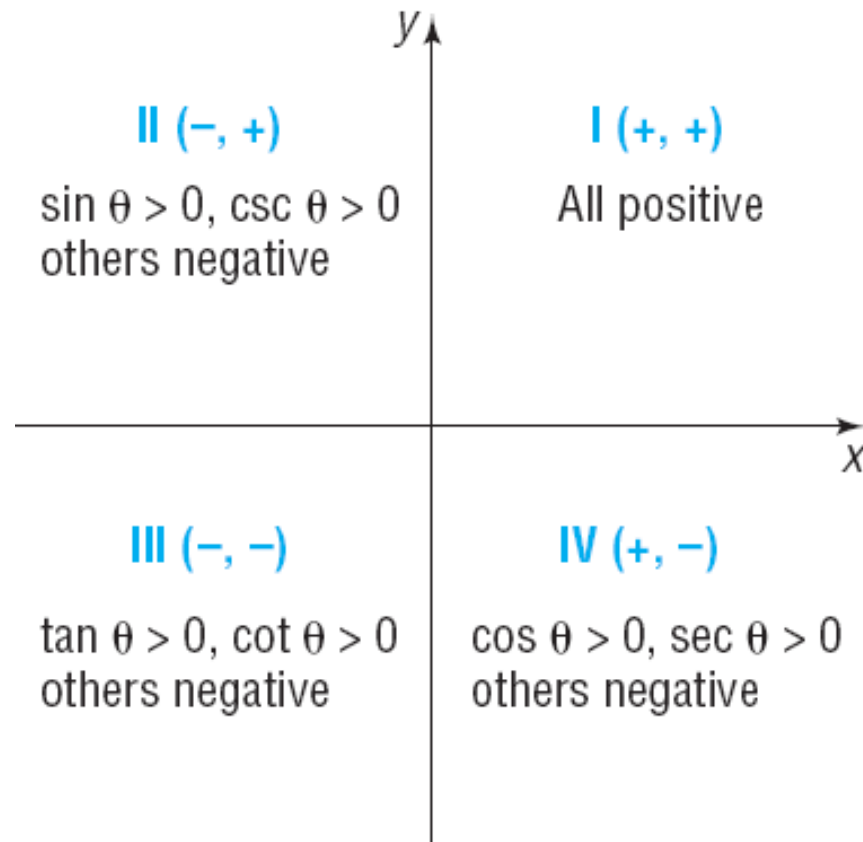 y
II (−, +)
sin θ > 0, csc θ > 0
others negative
I (+, +)
All positive
x
III (−, −)
tan θ > 0, cot θ > 0
others negative
IV (+, −)
cos θ > 0, sec θ > 0
others negative